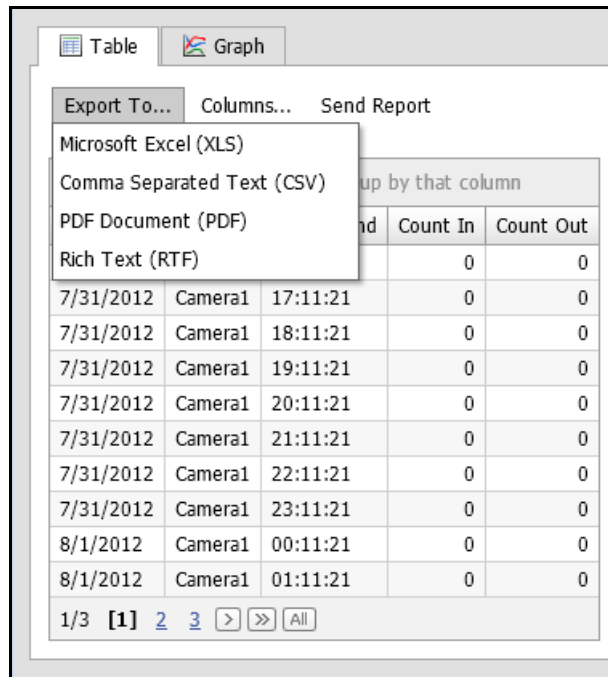 Table Graph
Export To... Columns... Send Report
Microsoft Excel (XLS)
Comma Separated Text (CSV) up by that column
PDF Document (PDF) nd Count In Count Out
Rich Text (RTF) 0 0
7/31/2012 Camera1 17:11:21 0 0
7/31/2012 Camera1 18:11:21 0 0
7/31/2012 Camera1 19:11:21 0 0
7/31/2012 Camera1 20:11:21 0 0
7/31/2012 Camera1 21:11:21 0 0
7/31/2012 Camera1 22:11:21 0 0
7/31/2012 Camera1 23:11:21 0 0
8/1/2012 Camera1 00:11:21 0 0
8/1/2012 Camera1 01:11:21 0 0
1/3 [1] 2 3 > >> All